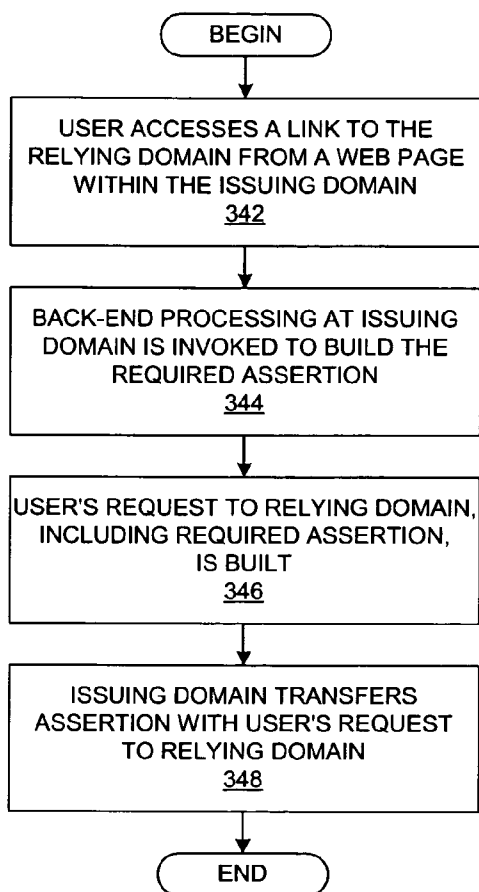 BEGIN
USER ACCESSES A LINK TO THE
RELYING DOMAIN FROM A WEB PAGE
WITHIN THE ISSUING DOMAIN
342
BACK-END PROCESSING AT ISSUING
DOMAIN IS INVOKED TO BUILD THE
REQUIRED ASSERTION
344
USER'S REQUEST TO RELYING DOMAIN,
INCLUDING REQUIRED ASSERTION,
IS BUILT
346
ISSUING DOMAIN TRANSFERS
ASSERTION WITH USER'S REQUEST
TO RELYING DOMAIN
348
END